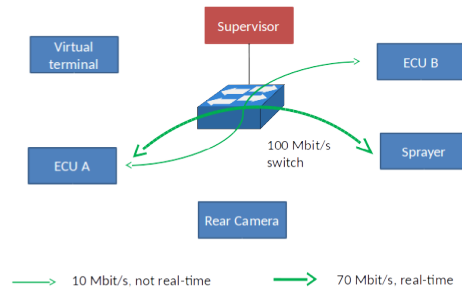 Supervisor
Virtual
terminal
ECU B
100 Mbit/s
switch
ECU A
Sprayer
Rear Camera
10 Mbit/s, not real-time
70 Mbit/s, real-time